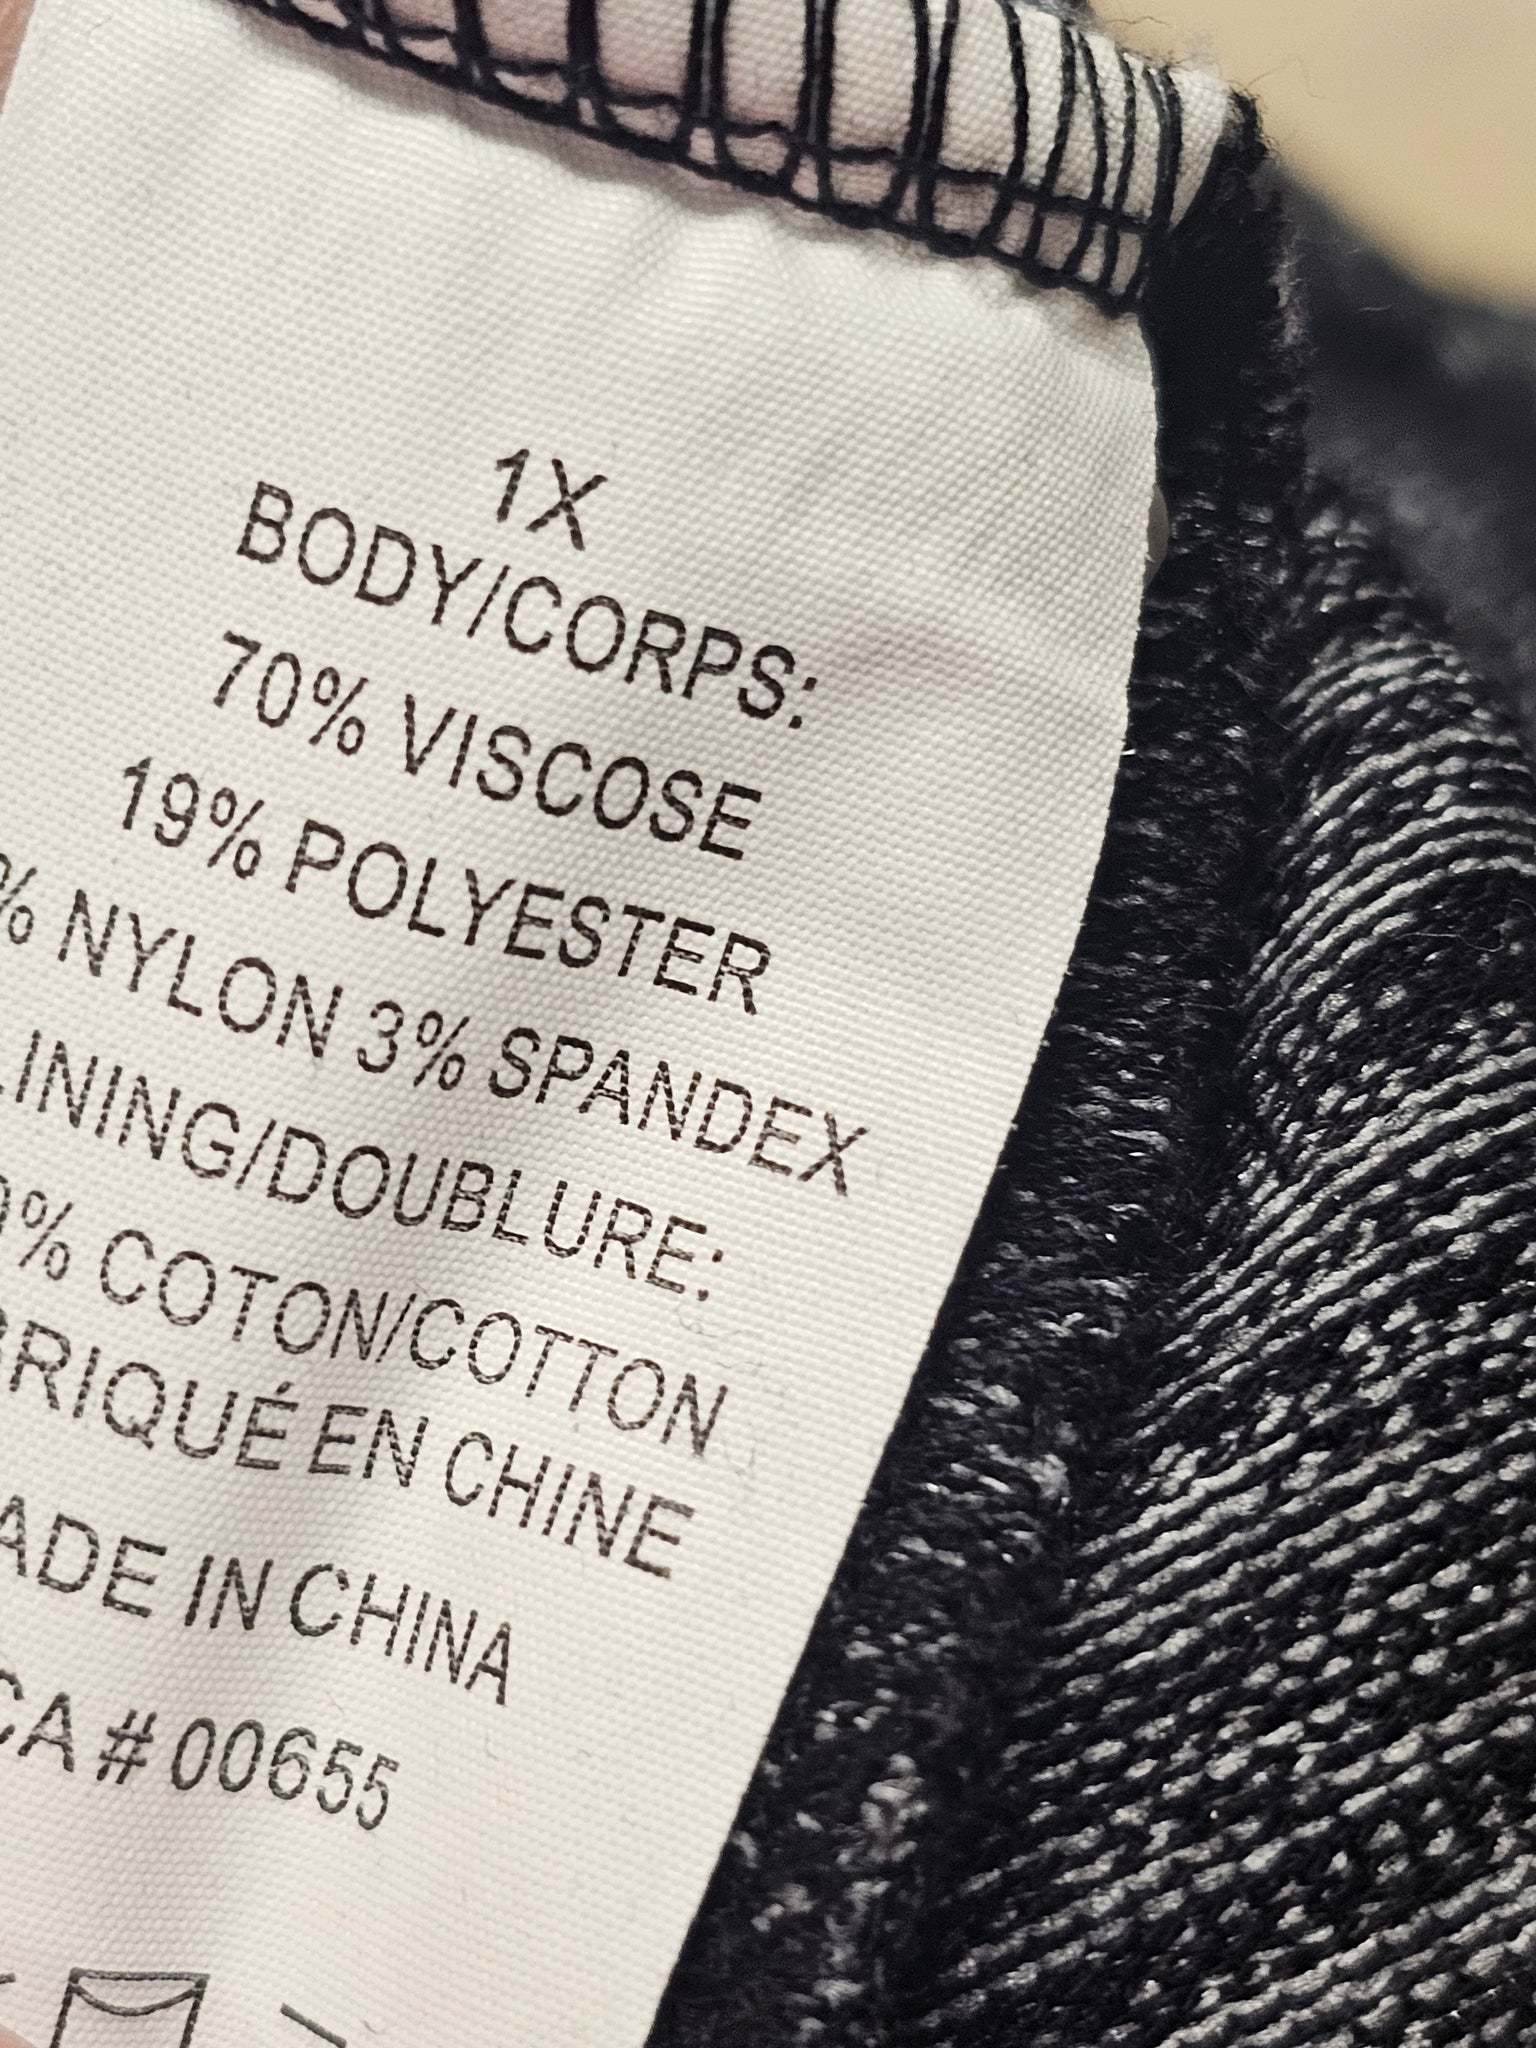 1X
BODY/CORPS:
70% VISCOSE
19% POLYESTER
% NYLON 3% SPANDEX
LINING/DOUBLURE:
% COTON/COTTON
BRIQUÉ EN CHINE
ADE IN CHINA
CA # 00655